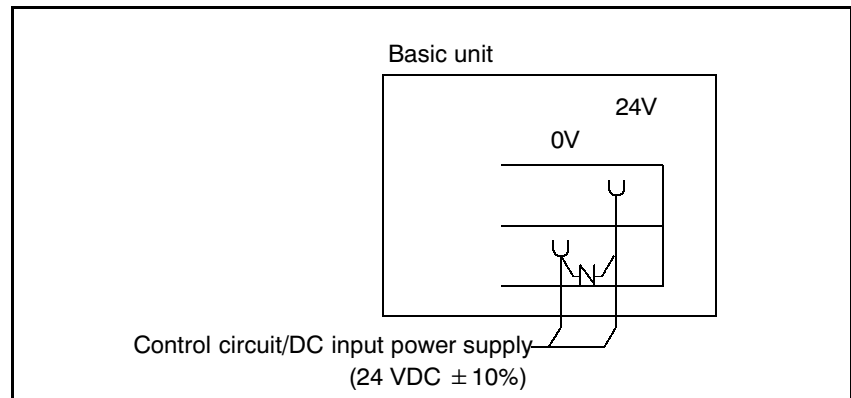 Basic unit
24V
0V
Control circuit/DC input power supply
(24 VDC ±10%)